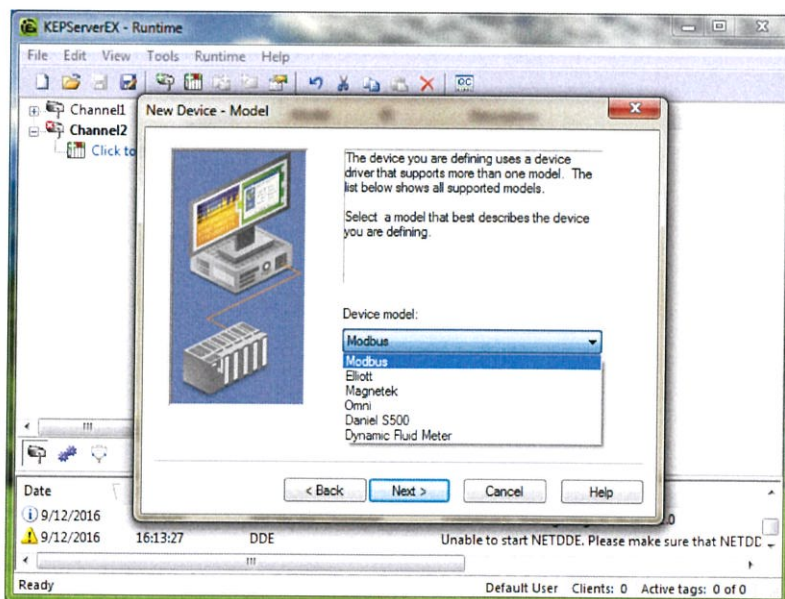 KEPServerEX - Runtime
File Edit View Tools Runtime Help
Channel1
New Device - Model
Channel2
Click to
The device you are defining uses a device
driver that supports more than one model. The
list below shows all supported models.
Select a model that best describes the device
you are defining.
Device model:
Modbus
Modbus
Elliott
Magnetek
Omni
Daniel S500
Dynamic Fluid Meter
< Back Next > Cancel Help
Date
9/12/2016 .0
9/12/2016 16:13:27 DDE Unable to start NETDDE. Please make sure that NETDC
Ready Default User Clients: 0 Active tags: 0 of 0